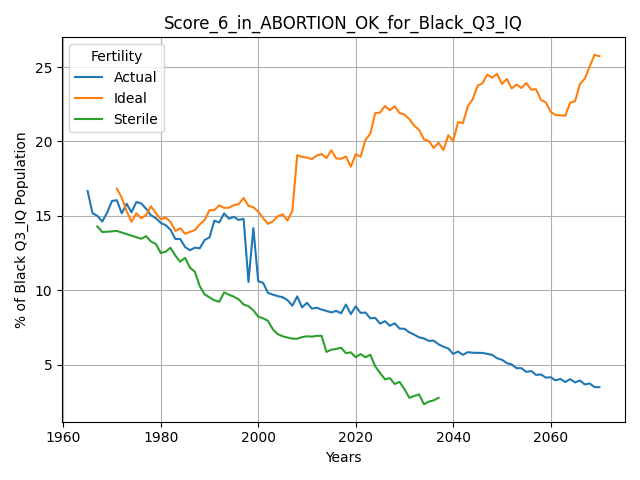 Score_6_in_ABORTION_OK_for_Black_Q3_IQ
% of Black Q3_IQ Population
25
20
15
10
5
Fertility
Actual
Ideal
Sterile
1960
1980
2000
2020
2040
2060
Years